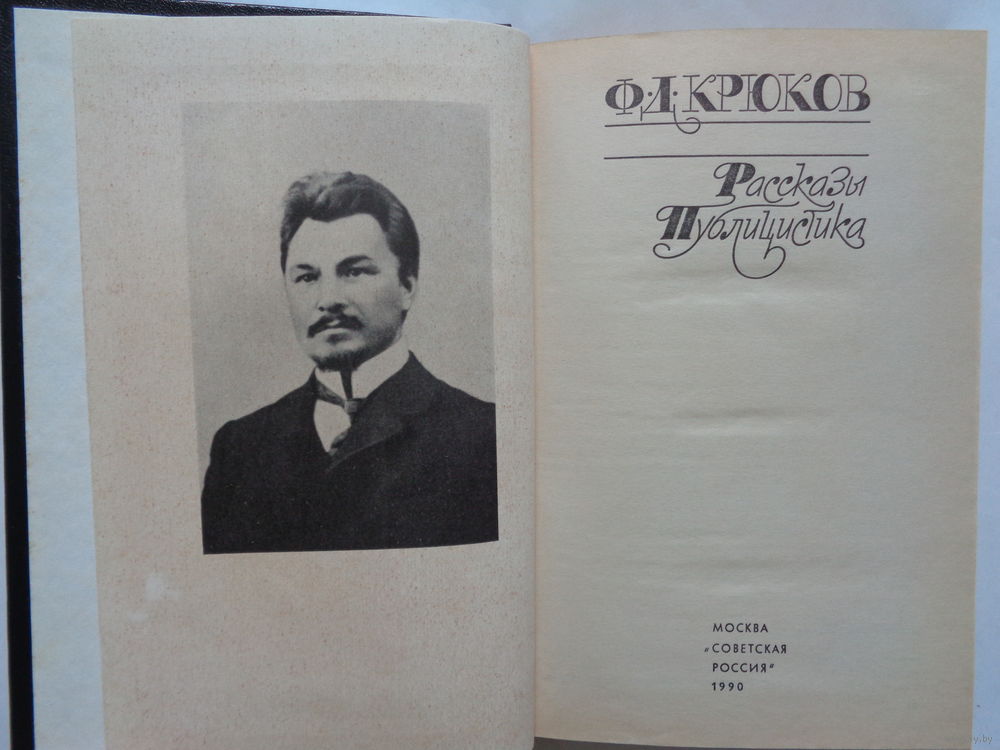 Ф·Д·КРЮКОВ
Рассказы
Публицистика
МОСКВА
„СОВЕТСКАЯ
РОССИЯ"
1990